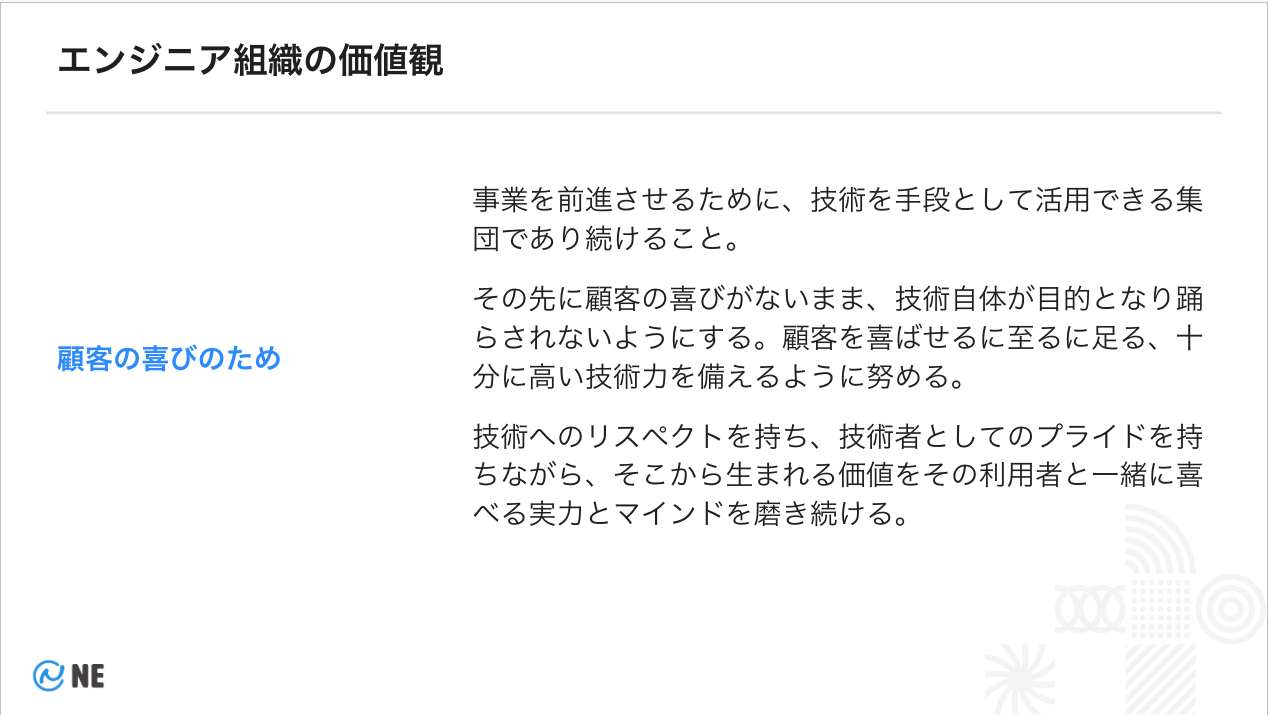 エンジニア組織の価値観
顧客の喜びのため
事業を前進させるために、技術を手段として活用できる集
団であり続けること。
その先に顧客の喜びがないまま、技術自体が目的となり踊
らされないようにする。顧客を喜ばせるに至るに足る、十
分に高い技術力を備えるように努める。
技術へのリスペクトを持ち、技術者としてのプライドを持
ちながら、そこから生まれる価値をその利用者と一緒に喜
べる実力とマインドを磨き続ける。
NE